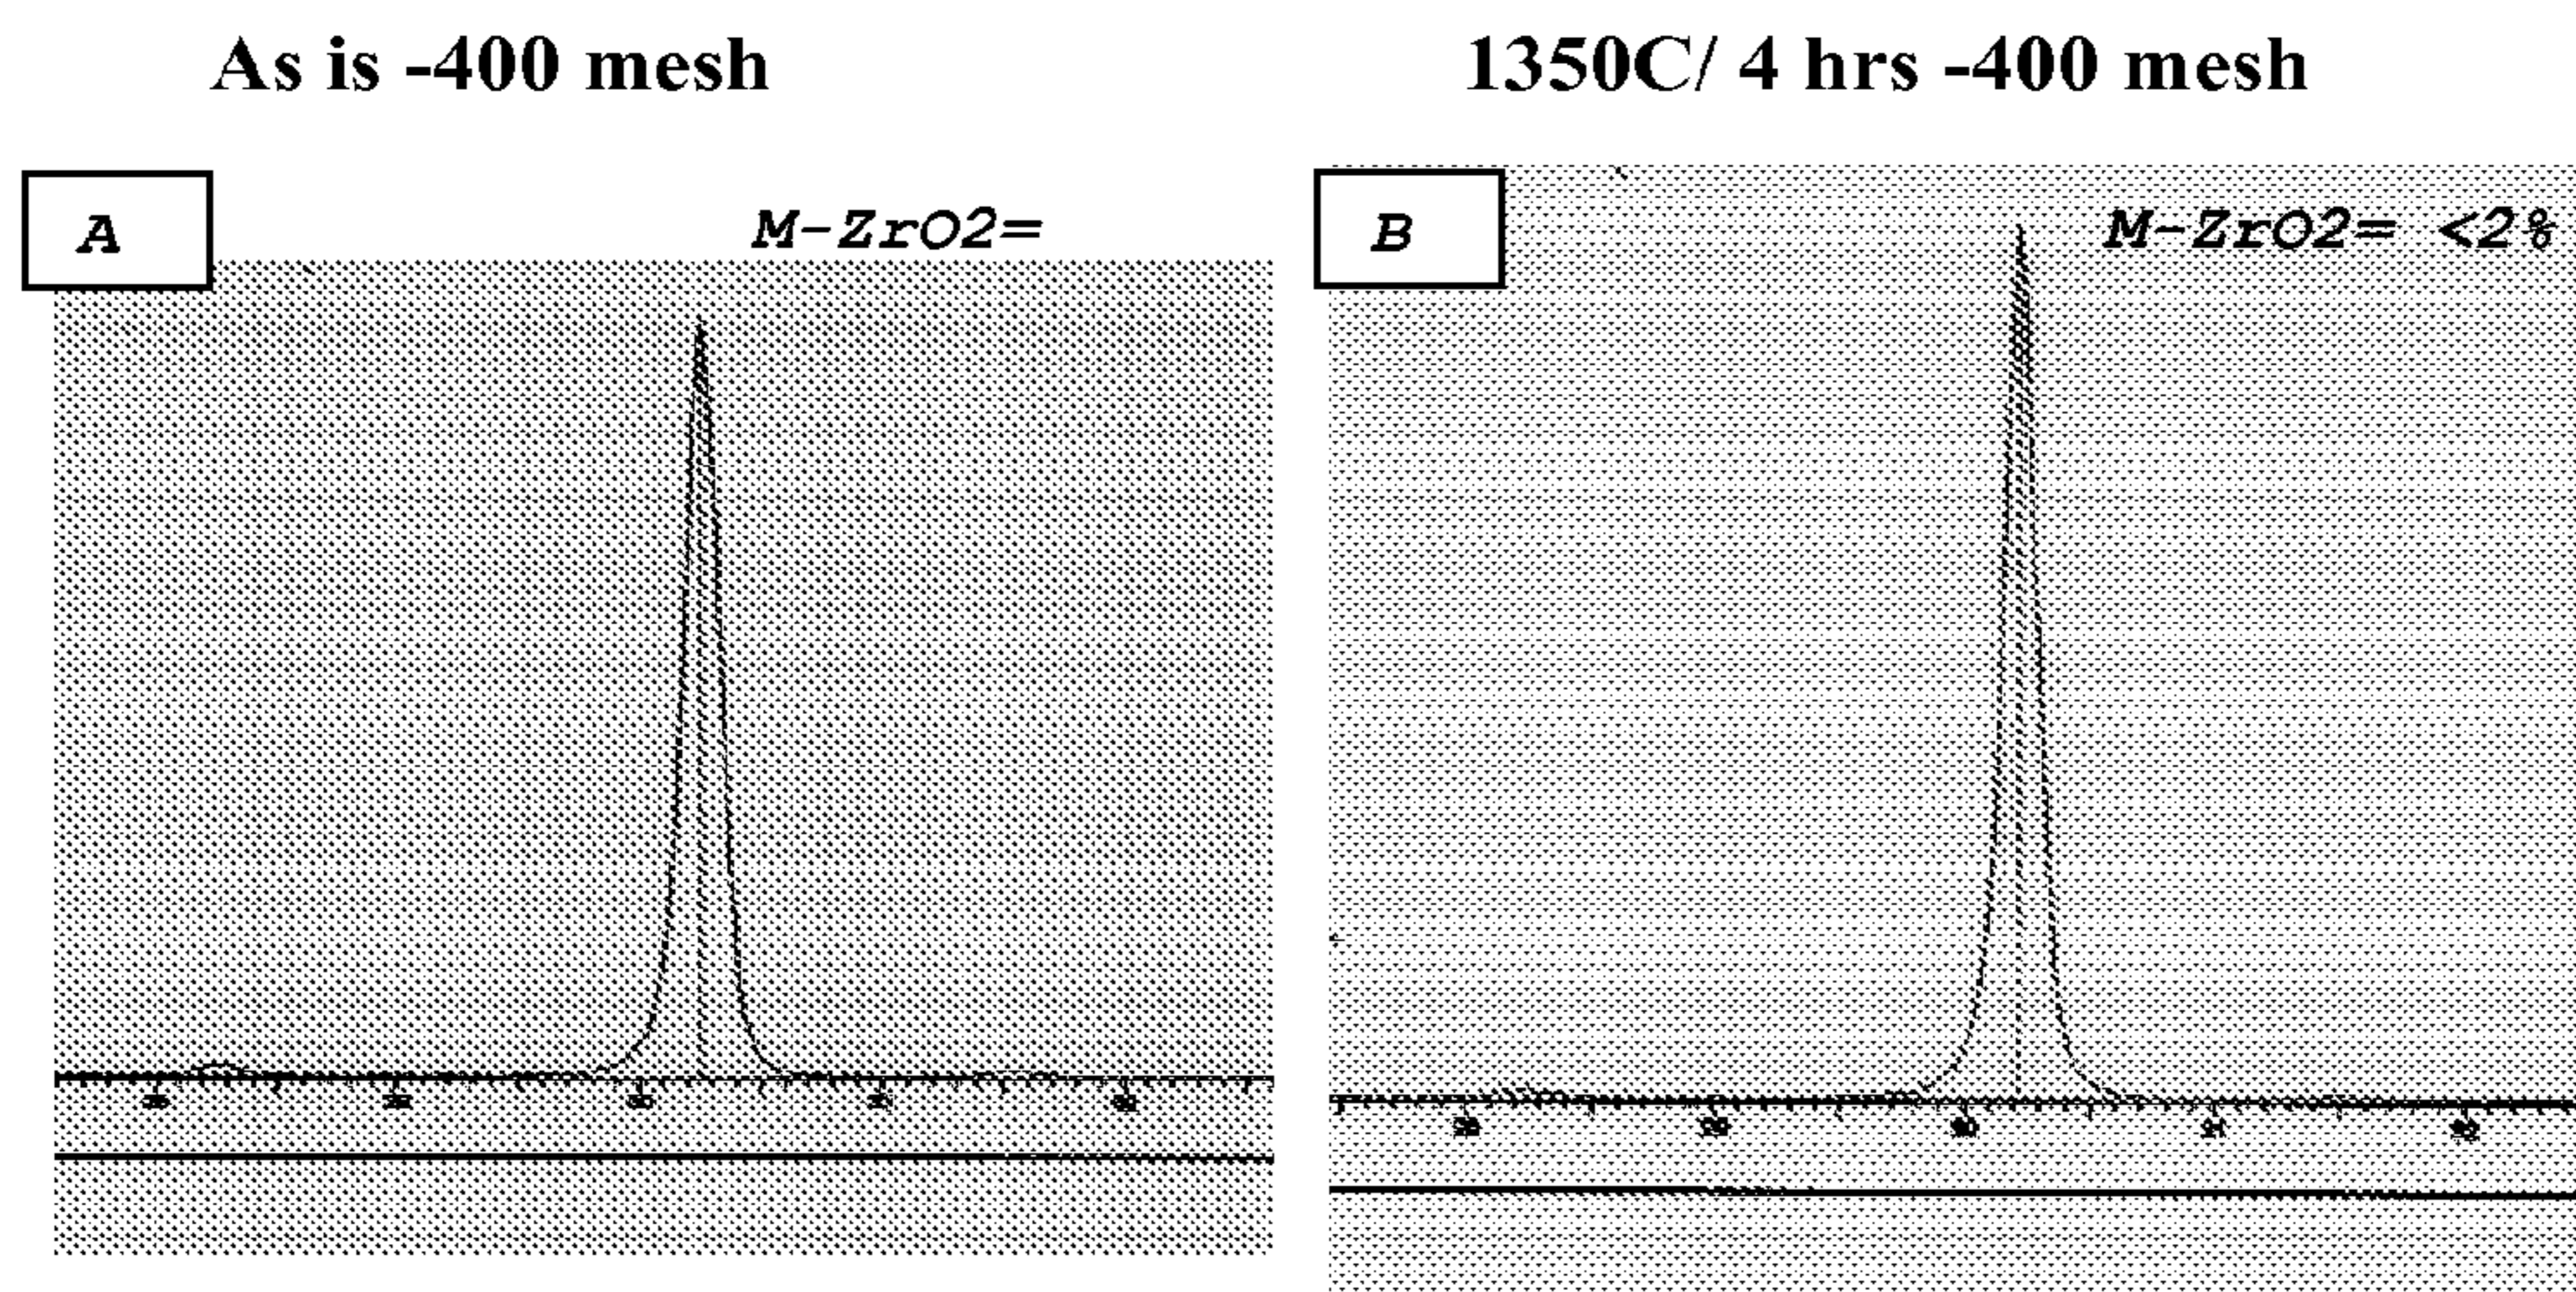 As is -400 mesh
1350C/ 4 hrs -400 mesh
A
M-ZrO2=
B
M-ZrO2= <2%